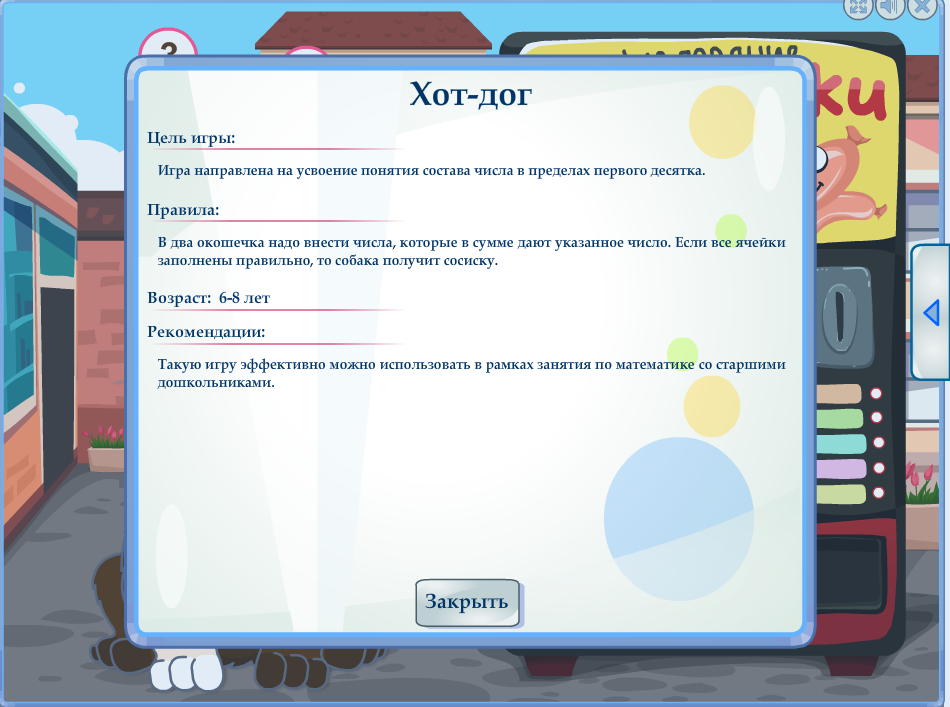 Хот-дог
Цель игры:
Игра направлена на усвоение понятия состава числа в пределах первого десятка.
Правила:
В два окошечка надо внести числа, которые в сумме дают указанное число. Если все ячейки
заполнены правильно, то собака получит сосиску.
Возраст: 6-8 лет
Рекомендации:
Такую игру эффективно можно использовать в рамках занятия по математике со старшими
дошкольниками.
Закрыть